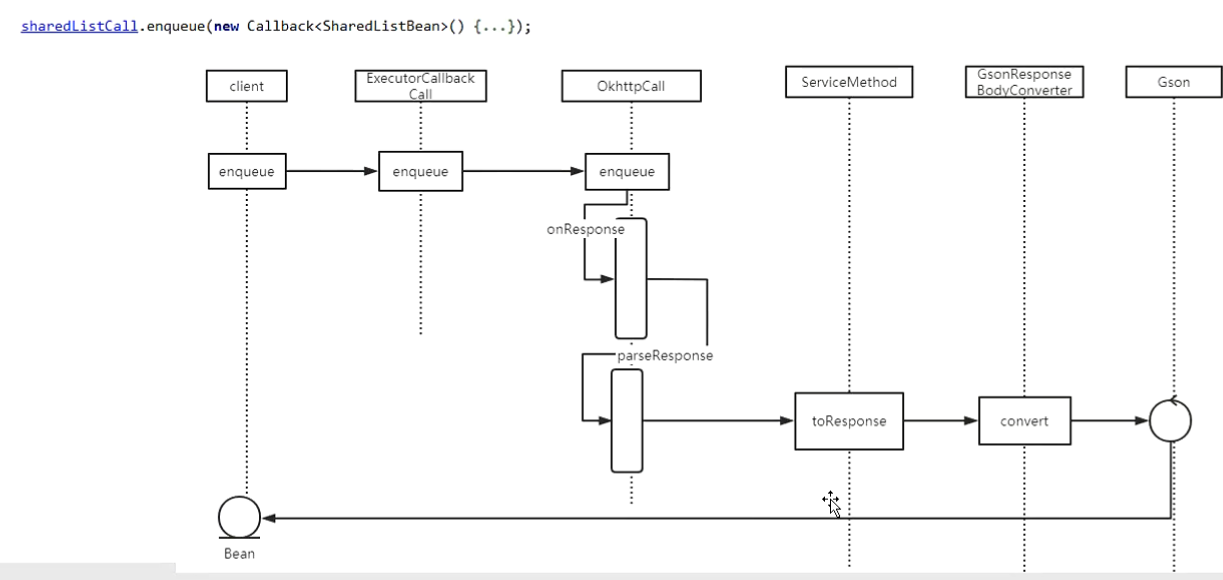 sharedListCall.enqueue(new Callback<SharedListBean>() {...});
client
ExecutorCallback
Call
OkhttpCall
ServiceMethod
GsonResponse
BodyConverter
Gson
enqueue
enqueue
enqueue
onResponse
parseResponse
toResponse
convert
Bean